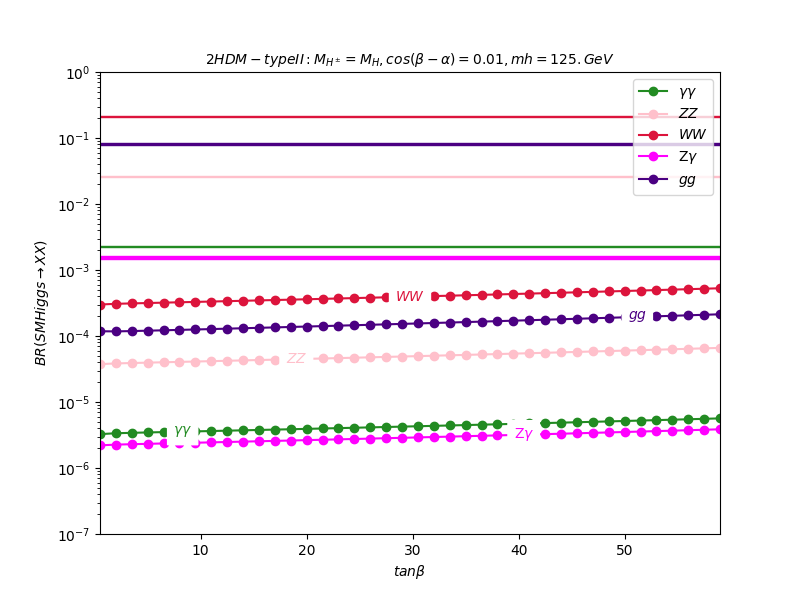 2HDM − typeII : M_{H^±} = M_H, cos(β − α) = 0.01, mh = 125. GeV
BR(SMHiggs → XX)
10^0
10^{-1}
10^{-2}
10^{-3}
10^{-4}
10^{-5}
10^{-6}
10^{-7}
γγ
ZZ
WW
Zγ
gg
WW
gg
ZZ
γγ
Zγ
10 20 30 40 50
tanβ